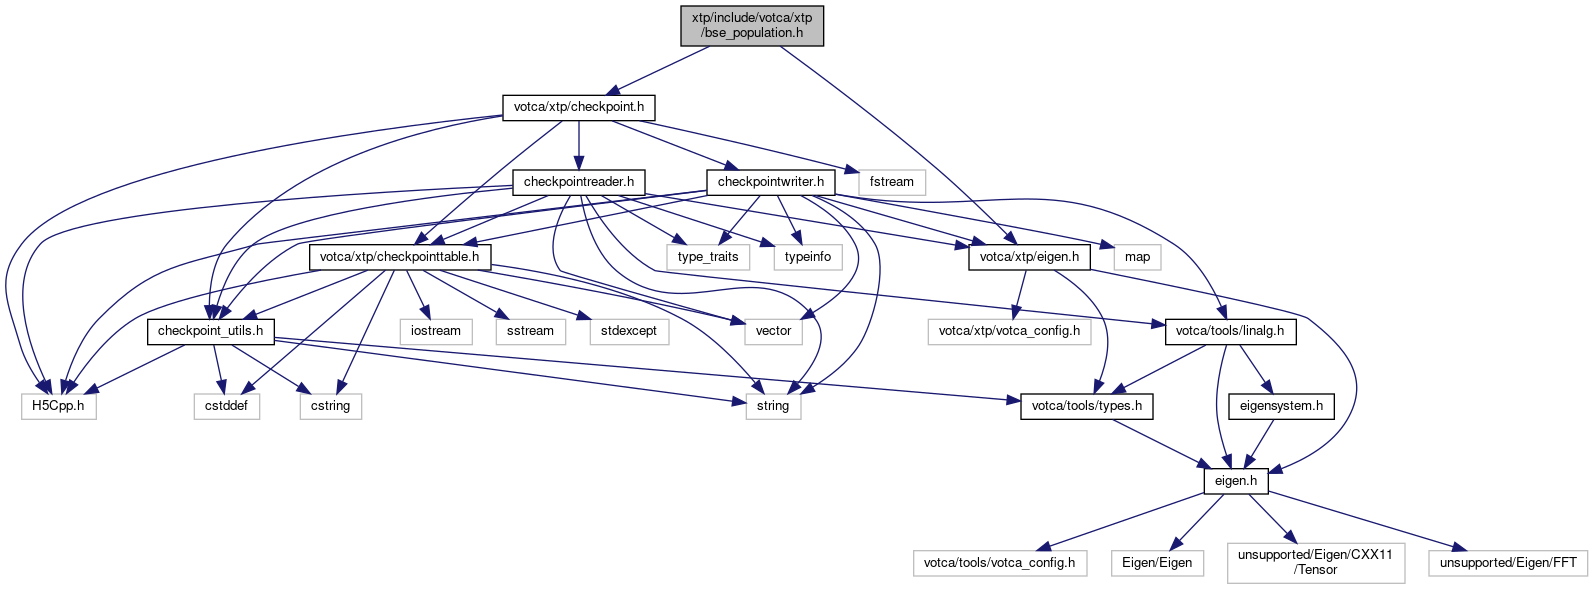 xtp/include/votca/xtp
/bse_population.h
votca/xtp/checkpoint.h
checkpointreader.h
checkpointwriter.h
fstream
votca/xtp/checkpointtable.h
type_traits
typeinfo
votca/xtp/eigen.h
map
checkpoint_utils.h
iostream
sstream
stdexcept
vector
votca/xtp/votca_config.h
votca/tools/linalg.h
H5Cpp.h
cstddef
cstring
string
votca/tools/types.h
eigensystem.h
eigen.h
votca/tools/votca_config.h
Eigen/Eigen
unsupported/Eigen/CXX11
/Tensor
unsupported/Eigen/FFT